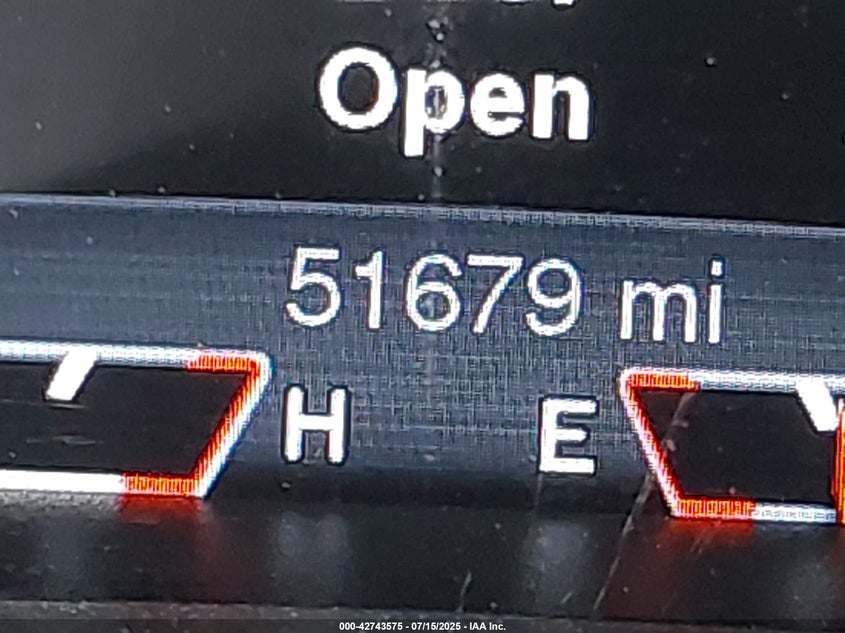 Open
51679 mi
H E
000-42743575 - 07/15/2025 - IAA Inc.